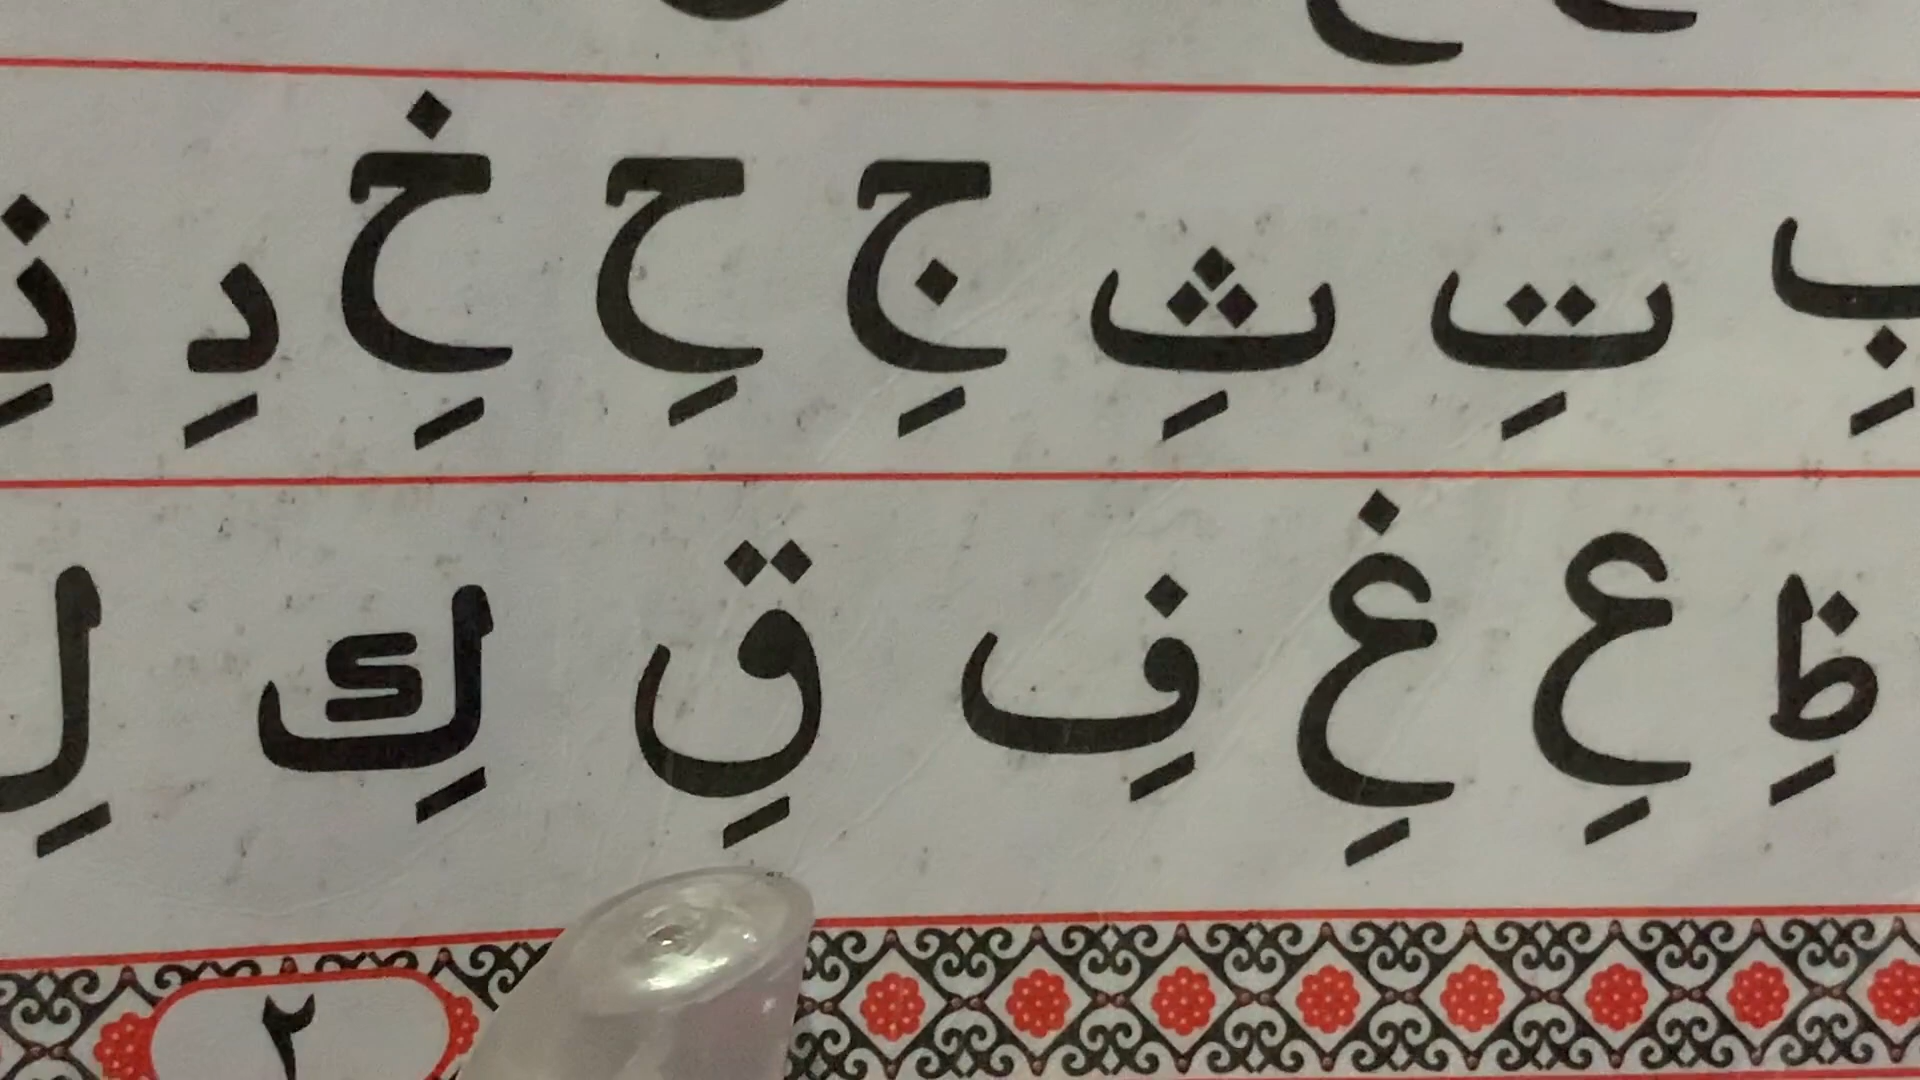 بِ تِ ثِ جِ حِ خِ دِ ذِ
ظِ عِ غِ فِ قِ كِ لِ
٢